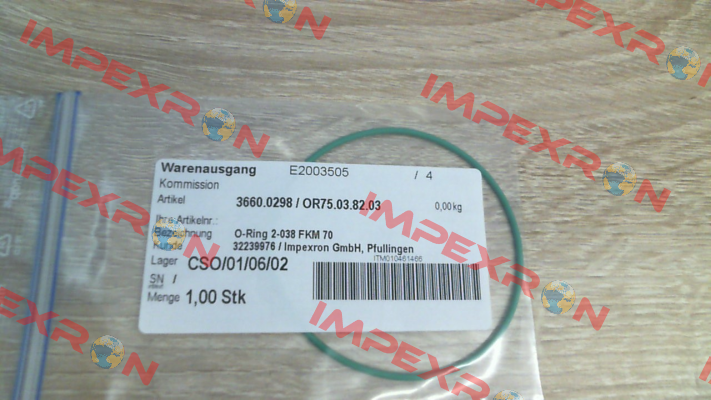 IMPEXRON
IMPEXRON
IMPEXRON
IMPEXRON
Warenausgang E2003505 / 4
Kommission
Artikel 3660.0298 / OR75.03.82.03 0,00kg
Ihre Artikelnr.:
Bezeichnung O-Ring 2-038 FKM 70
Kunde 32239976 / Impexron GmbH, Pfullingen
Lager CSO/01/06/02 ITM010461466
SN /
Menge 1,00 Stk
IMPEXRON
IMPEXRON
IMPEXRON